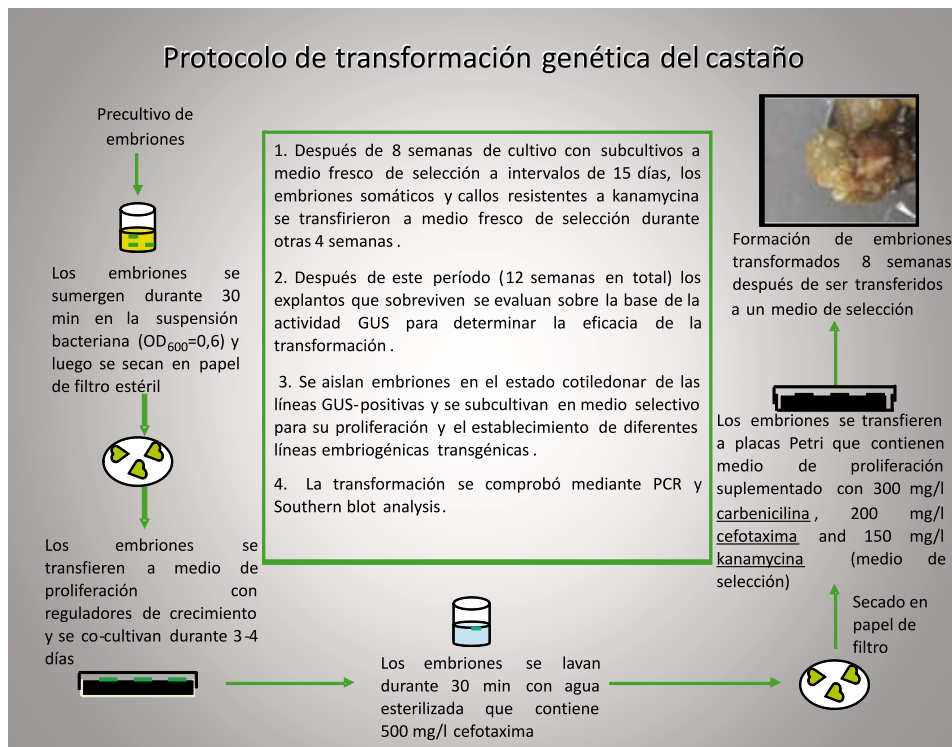 Protocolo de transformación genética del castaño
Precultivo de
embriones
Los embriones se
sumergen durante 30
min en la suspensión
bacteriana (OD600=0,6) y
luego se secan en papel
de filtro estéril
Los embriones se
transfieren a medio de
proliferación con
reguladores de crecimiento
y se co-cultivan durante 3-4
días
1. Después de 8 semanas de cultivo con subcultivos a
medio fresco de selección a intervalos de 15 días, los
embriones somáticos y callos resistentes a kanamycina
se transfirieron a medio fresco de selección durante
otras 4 semanas .
2. Después de este período (12 semanas en total) los
explantos que sobreviven se evaluan sobre la base de la
actividad GUS para determinar la eficacia de la
transformación .
3. Se aislan embriones en el estado cotiledonar de las
líneas GUS-positivas y se subcultivan en medio selectivo
para su proliferación y el establecimiento de diferentes
líneas embriogénicas transgénicas .
4. La transformación se comprobó mediante PCR y
Southern blot analysis.
Los embriones se lavan
durante 30 min con agua
esterilizada que contiene
500 mg/l cefotaxima
Secado en
papel de
filtro
Los embriones se transfieren
a placas Petri que contienen
medio de proliferación
suplementado con 300 mg/l
carbenicilina , 200 mg/l
cefotaxima and 150 mg/l
kanamycina (medio de
selección)
Formación de embriones
transformados 8 semanas
después de ser transferidos
a un medio de selección